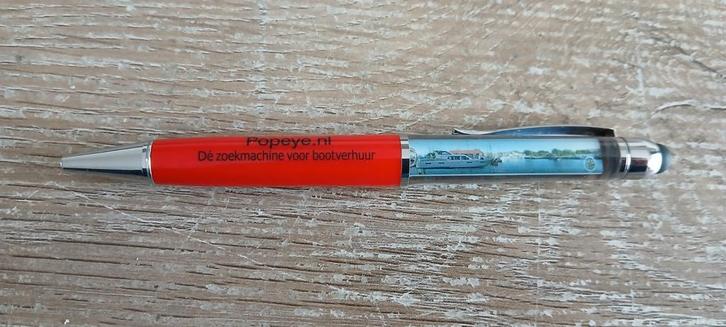 Popeye.nl
Dé zoekmachine voor bootverhuur